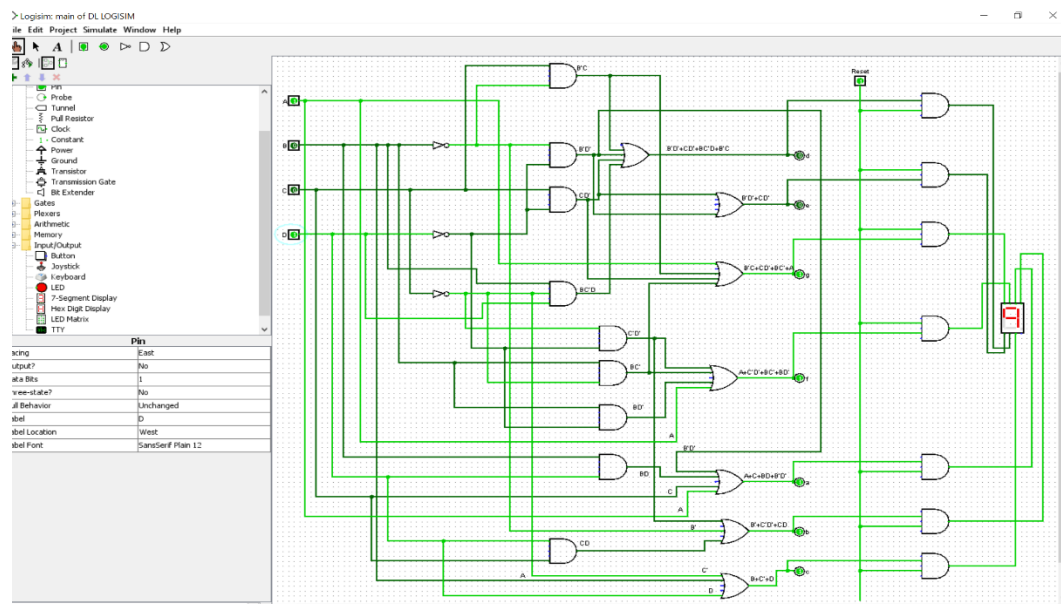 Logisim: main of DL LOGISIM
ile Edit Project Simulate Window Help
A
Pin
Probe
Tunnel
Pull Resistor
Clock
Constant
Power
Ground
Transistor
Transmission Gate
Bit Extender
Gates
Plexers
Arithmetic
Memory
Input/Output
Button
Joystick
Keyboard
LED
7-Segment Display
Hex Digit Display
LED Matrix
TTY
Pin
acing East
utput? No
ata Bits 1
hree-state? No
ull Behavior Unchanged
abel D
abel Location West
abel Font SansSerif Plain 12
B'C
Reset
A
B
B'D'
B'D'+CD'+BC'D+B'C
d
C
CD'
B'D'+CD'
e
D
B'C+CD'+BC'+A
g
BC'D
C'D'
BC'
A+C'D'+BC'+BD'
f
BD'
A
B'D'
BD
A+C+BD+B'D'
a
C
A
B'
B'+C'D'+CD
b
CD
C'
A
B+C'+D
c
D